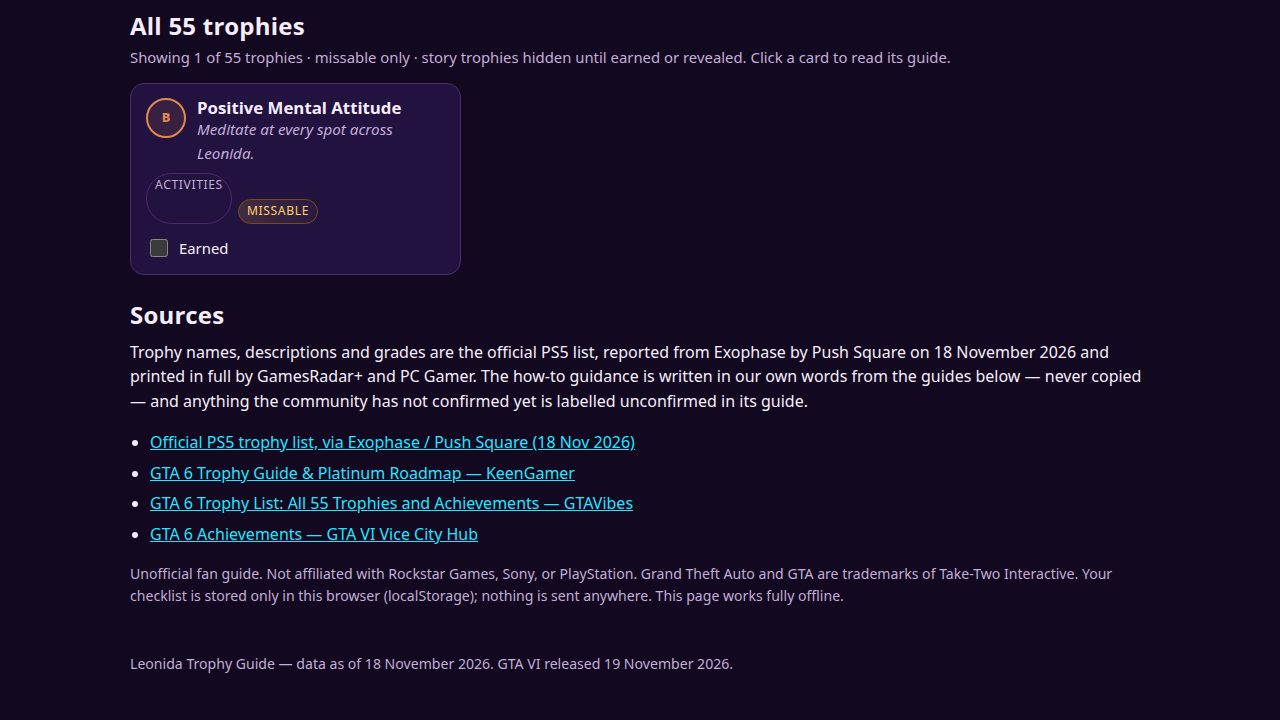 All 55 trophies
Showing 1 of 55 trophies · missable only · story trophies hidden until earned or revealed. Click a card to read its guide.
B
Positive Mental Attitude
Meditate at every spot across
Leonida.
ACTIVITIES
MISSABLE
Earned
Sources
Trophy names, descriptions and grades are the official PS5 list, reported from Exophase by Push Square on 18 November 2026 and
printed in full by GamesRadar+ and PC Gamer. The how-to guidance is written in our own words from the guides below — never copied
— and anything the community has not confirmed yet is labelled unconfirmed in its guide.
• Official PS5 trophy list, via Exophase / Push Square (18 Nov 2026)
• GTA 6 Trophy Guide & Platinum Roadmap — KeenGamer
• GTA 6 Trophy List: All 55 Trophies and Achievements — GTAVibes
• GTA 6 Achievements — GTA VI Vice City Hub
Unofficial fan guide. Not affiliated with Rockstar Games, Sony, or PlayStation. Grand Theft Auto and GTA are trademarks of Take-Two Interactive. Your
checklist is stored only in this browser (localStorage); nothing is sent anywhere. This page works fully offline.
Leonida Trophy Guide — data as of 18 November 2026. GTA VI released 19 November 2026.